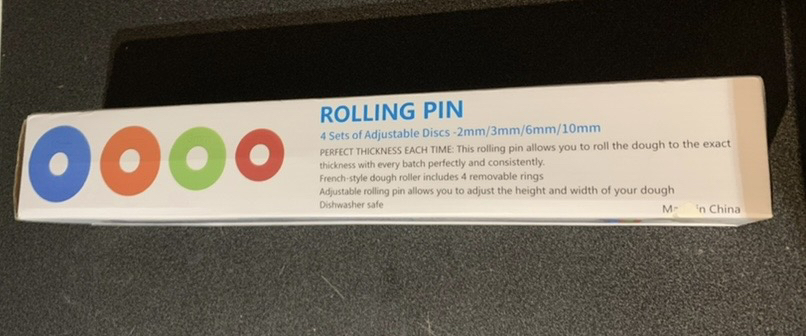 ROLLING PIN
4 Sets of Adjustable Discs -2mm/3mm/6mm/10mm
PERFECT THICKNESS EACH TIME: This rolling pin allows you to roll the dough to the exact
thickness with every batch perfectly and consistently.
French-style dough roller includes 4 removable rings
Adjustable rolling pin allows you to adjust the height and width of your dough
Dishwasher safe
China